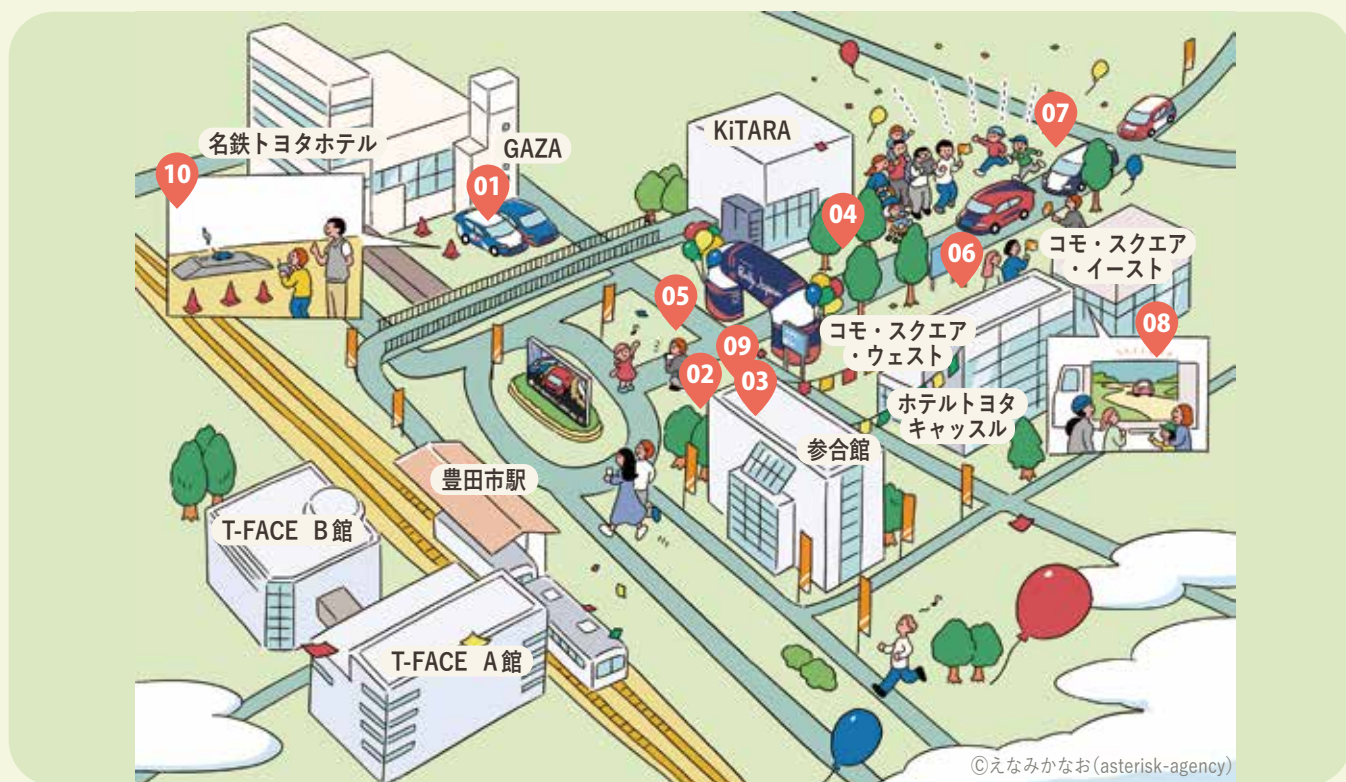 名鉄トヨタホテル
10
GAZA
01
KiTARA
07
04
06
コモ・スクエア
・イースト
05
Rally Japan
コモ・スクエア
・ウェスト
08
09
02
03
ホテルトヨタ
キャッスル
参合館
豊田市駅
T-FACE B館
T-FACE A館
©えなみかなお(asterisk-agency)